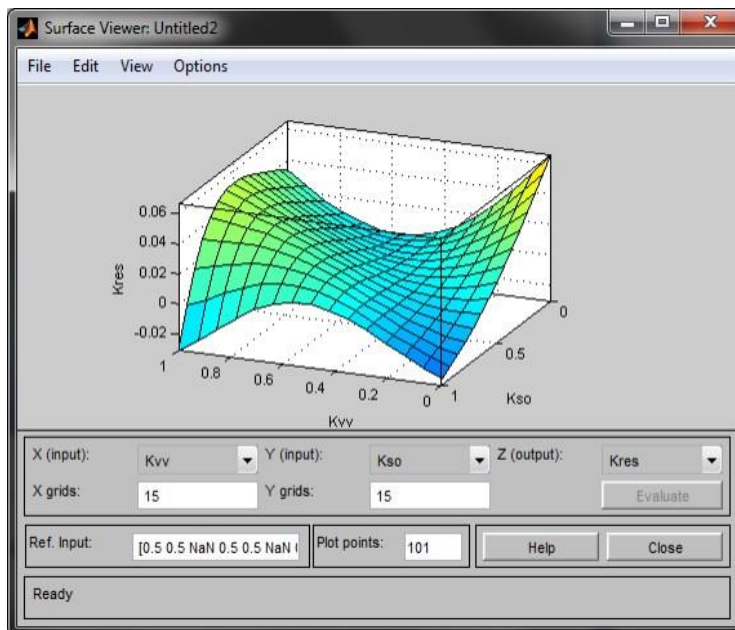 Surface Viewer: Untitled2
File Edit View Options
0.06
0.04
0.02
0
-0.02
Kres
1
0.8
0.6
0.4
0.2
0
Kvv
1
0.5
0
Kso
X (input): Kvv Y (input): Kso Z (output): Kres
X grids: 15 Y grids: 15 Evaluate
Ref. Input: [0.5 0.5 NaN 0.5 0.5 NaN Plot points: 101 Help Close
Ready